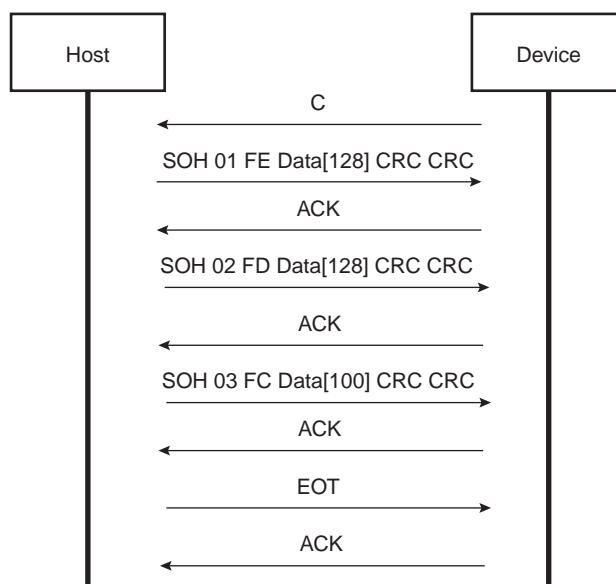 Host
Device
C
SOH 01 FE Data[128] CRC CRC
ACK
SOH 02 FD Data[128] CRC CRC
ACK
SOH 03 FC Data[100] CRC CRC
ACK
EOT
ACK